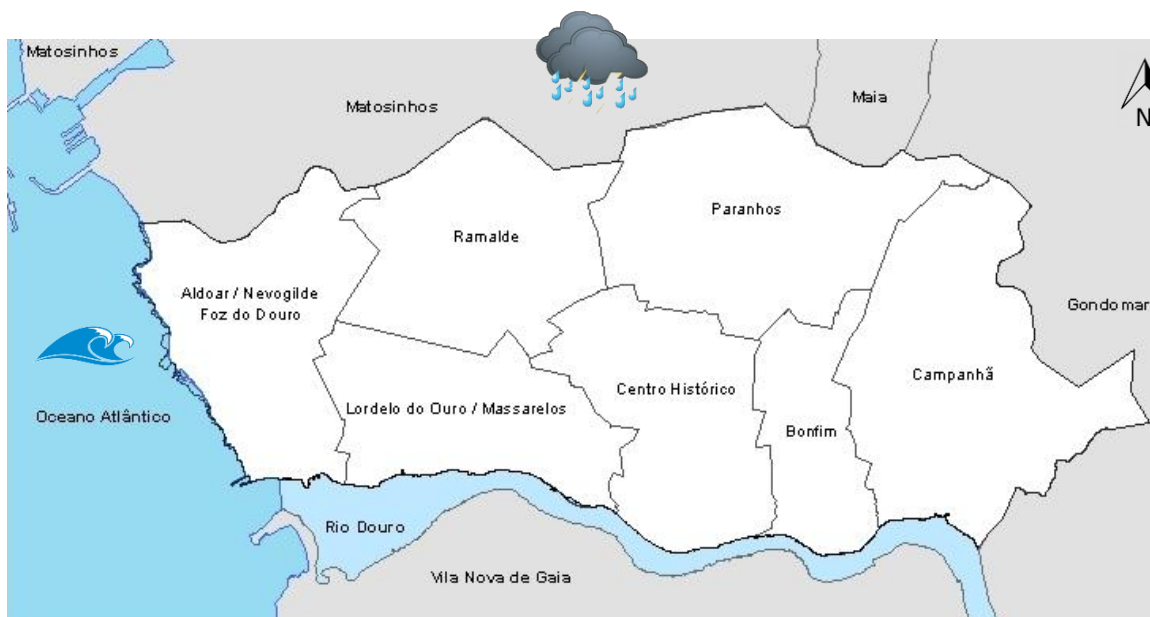 Matosinhos
Matosinhos
Maia
N
Paranhos
Ramalde
Aldoar / Nevogilde
Foz do Douro
Gondomar
Campanhã
Centro Histórico
Lordelo do Ouro / Massarelos
Oceano Atlântico
Bonfim
Rio Douro
Vila Nova de Gaia